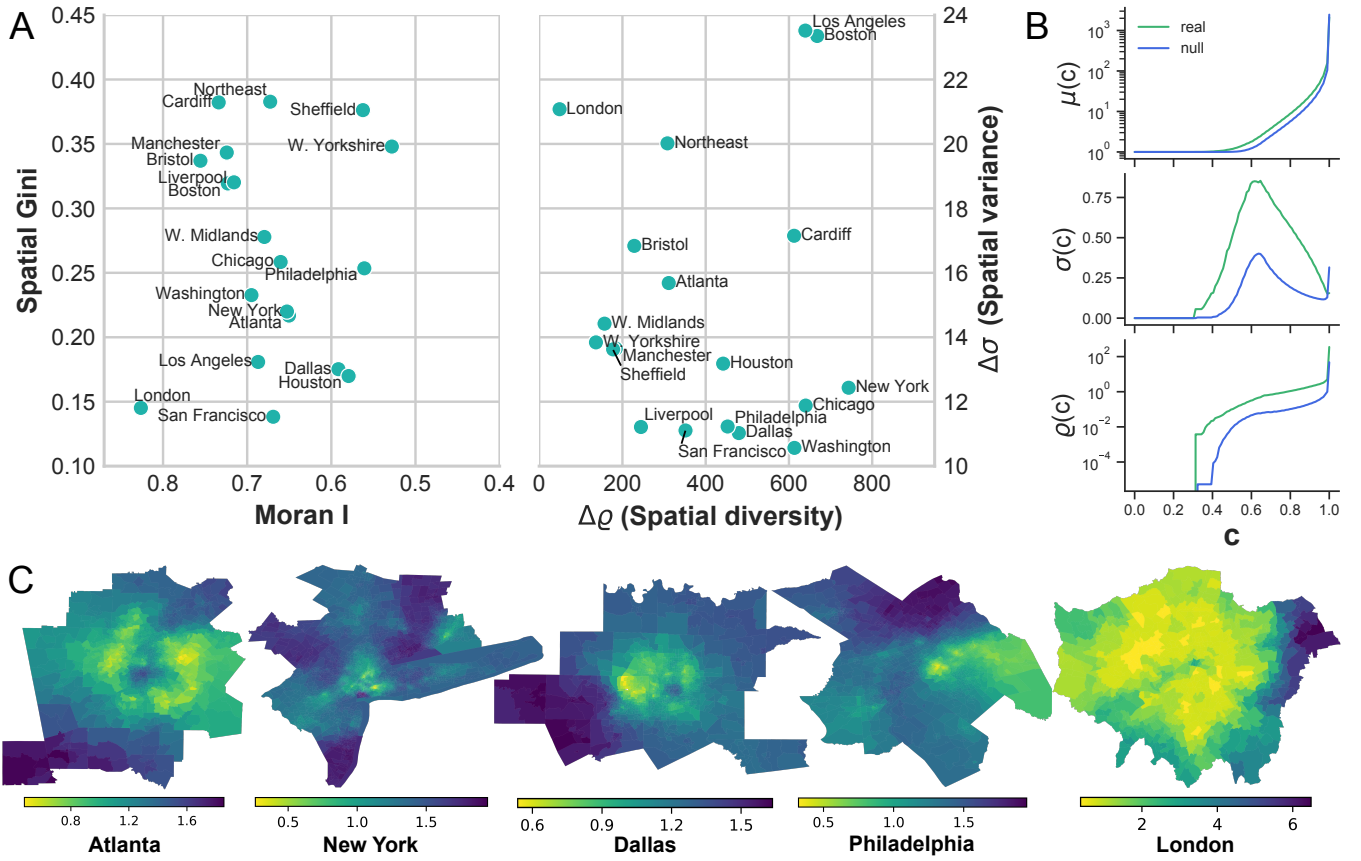 A
Spatial Gini
0.45
0.40
0.35
0.30
0.25
0.20
0.15
0.10
Northeast
Cardiff
Sheffield
Manchester
W. Yorkshire
Bristol
Liverpool
Boston
W. Midlands
Chicago
Philadelphia
Washington
New York
Atlanta
Los Angeles
Dallas
Houston
London
San Francisco
0.8 0.7 0.6 0.5 0.4
Moran I
Los Angeles
Boston
London
Northeast
Cardiff
Bristol
Atlanta
W. Midlands
W. Yorkshire
Manchester
Sheffield
Houston
New York
Chicago
Liverpool
Philadelphia
Dallas
San Francisco
Washington
0 200 400 600 800
Δϱ (Spatial diversity)
24
22
20
18
16
14
12
10
Δσ (Spatial variance)
B
real
null
μ(c)
10³
10²
10¹
10⁰
σ(c)
0.75
0.50
0.25
0.00
ϱ(c)
10²
10⁰
10⁻²
10⁻⁴
0.0 0.2 0.4 0.6 0.8 1.0
c
C
0.8 1.2 1.6
Atlanta
0.5 1.0 1.5
New York
0.6 0.9 1.2 1.5
Dallas
0.5 1.0 1.5
Philadelphia
2 4 6
London